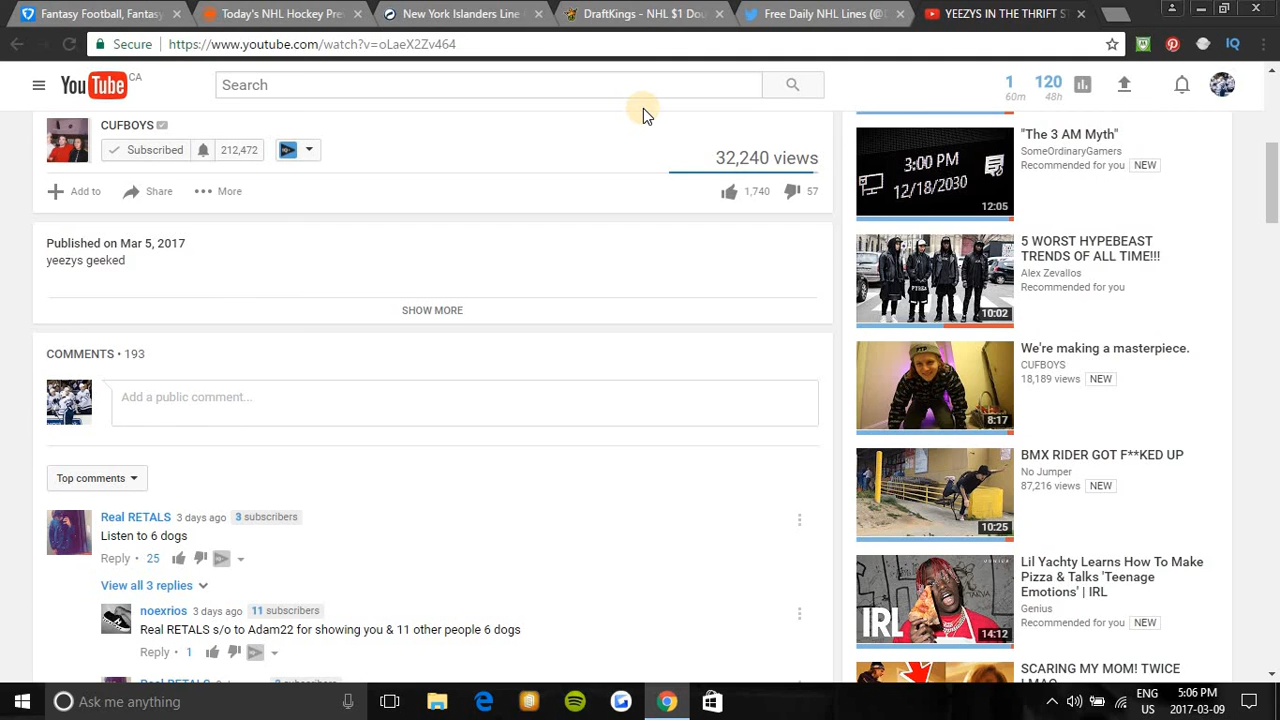 Fantasy Football, Fantasy
Today's NHL Hockey Pre
New York Islanders Line
DraftKings - NHL $1 Dou
Free Daily NHL Lines (@D
YEEZYS IN THE THRIFT S
Secure
https://www.youtube.com/watch?v=oLaeX2Zv464
IQ
YouTube CA
Search
1 120
60m 48h
CUFBOYS
Subscribed 212,472
32,240 views
Add to Share More
1,740 57
Published on Mar 5, 2017
yeezys geeked
SHOW MORE
COMMENTS • 193
Add a public comment...
Top comments
Real RETALS 3 days ago 3 subscribers
Listen to 6 dogs
Reply 25
View all 3 replies
noexrios 3 days ago 11 subscribers
Real RETALS s/o to Adam22 for showing you & 11 other people 6 dogs
Reply 1
3:00 PM
12/18/2030
12:05
"The 3 AM Myth"
SomeOrdinaryGamers
Recommended for you NEW
10:02
5 WORST HYPEBEAST
TRENDS OF ALL TIME!!!
Alex Zevallos
Recommended for you
8:17
We're making a masterpiece.
CUFBOYS
18,189 views NEW
10:25
BMX RIDER GOT F**KED UP
No Jumper
87,216 views NEW
GENIUS
IRL
14:12
Lil Yachty Learns How To Make
Pizza & Talks 'Teenage
Emotions' | IRL
Genius
Recommended for you NEW
SCARING MY MOM! TWICE
Ask me anything
ENG
US
5:06 PM
2017-03-09